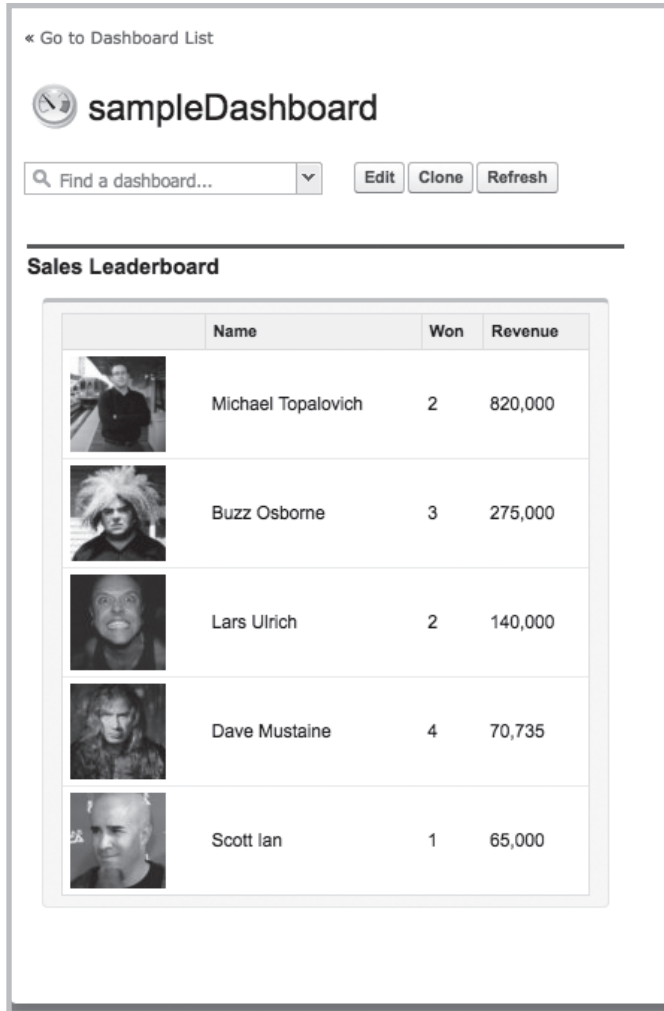 « Go to Dashboard List
sampleDashboard
Find a dashboard...
Edit Clone Refresh
Sales Leaderboard
Name Won Revenue
Michael Topalovich 2 820,000
Buzz Osborne 3 275,000
Lars Ulrich 2 140,000
Dave Mustaine 4 70,735
Scott Ian 1 65,000